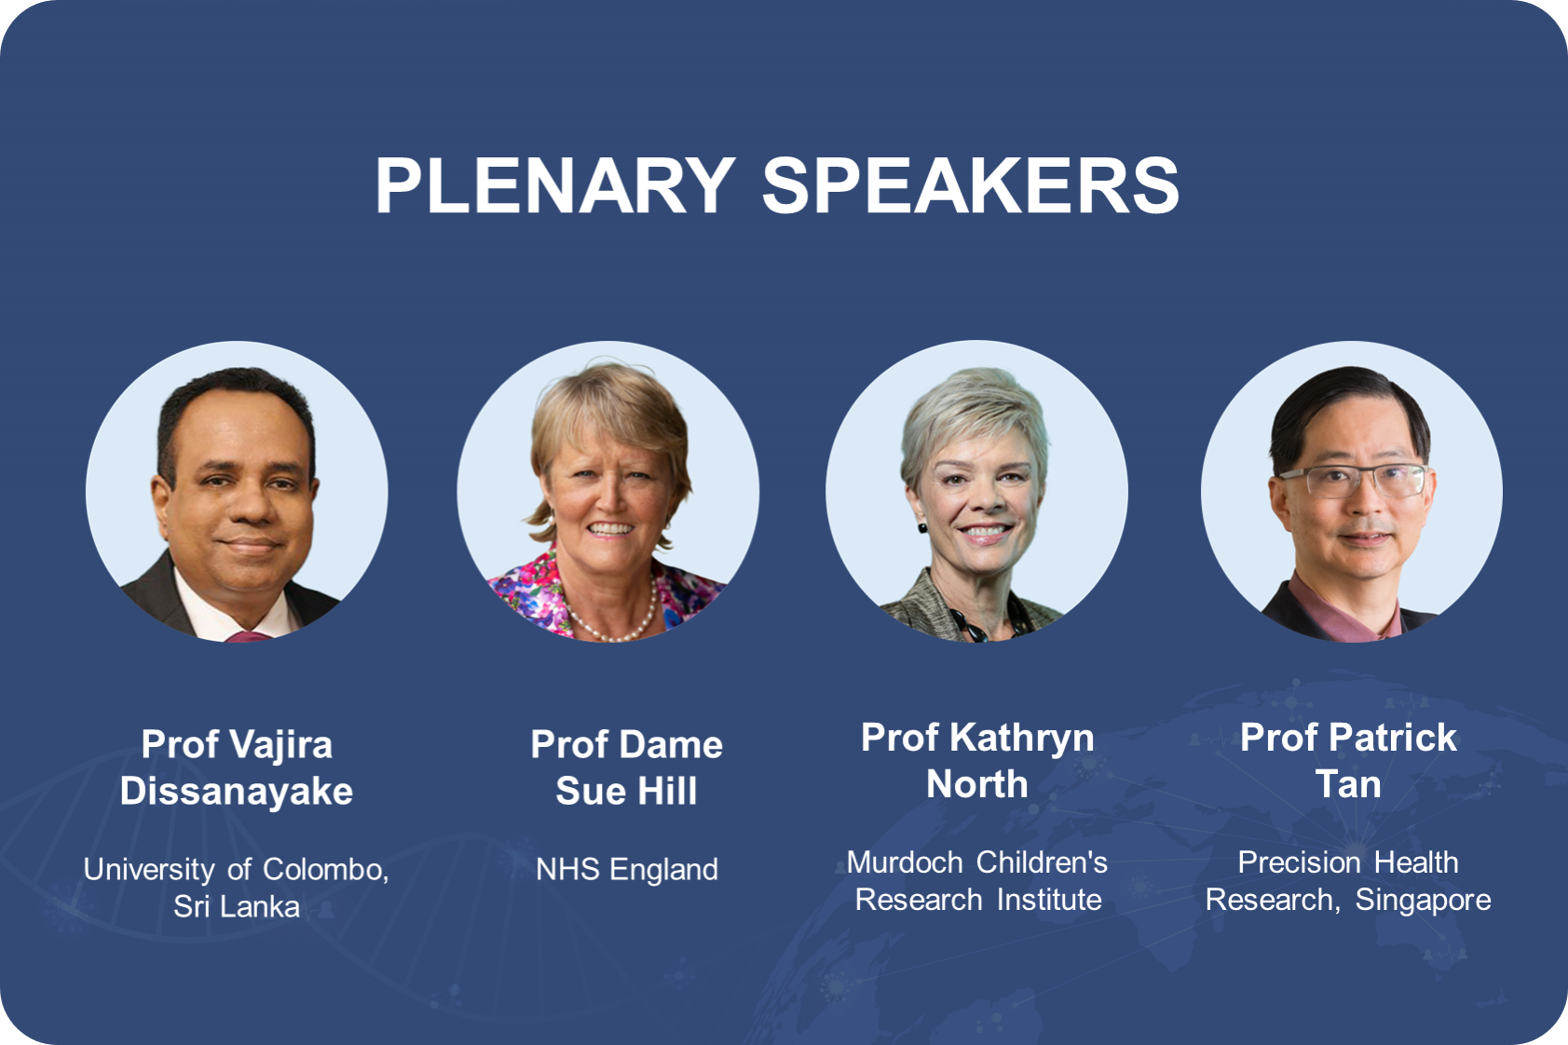 PLENARY SPEAKERS
Prof Vajira
Dissanayake
University of Colombo,
Sri Lanka
Prof Dame
Sue Hill
NHS England
Prof Kathryn
North
Murdoch Children's
Research Institute
Prof Patrick
Tan
Precision Health
Research, Singapore